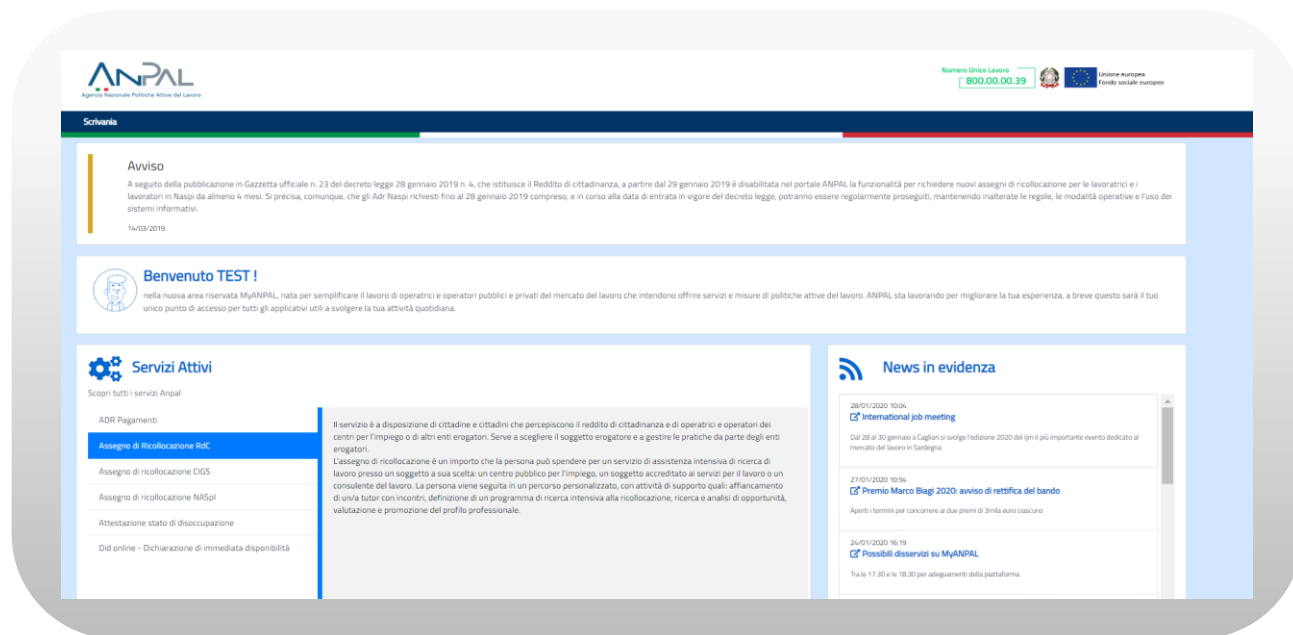 ANPAL
Agenzia Nazionale Politiche Attive del Lavoro
Numero Unico Lavoro
800.00.00.39
Unione europea
Fondo sociale europeo
Scrivania
Avviso
A seguito della pubblicazione in Gazzetta ufficiale n. 23 del decreto legge 28 gennaio 2019 n. 4, che istituisce il Reddito di cittadinanza, a partire dal 29 gennaio 2019 è disabilitata nel portale ANPAL la funzionalità per richiedere nuovi assegni di ricollocazione per le lavoratrici e i
lavoratori in Naspi da almeno 4 mesi. Si precisa, comunque, che gli Adr Naspi richiesti fino al 28 gennaio 2019 compreso, e in corso alla data di entrata in vigore del decreto legge, potranno essere regolarmente proseguiti, mantenendo inalterate le regole, le modalità operative e l'uso dei
sistemi informativi.
14/03/2019
Benvenuto TEST !
nella nuova area riservata MyANPAL, nata per semplificare il lavoro di operatrici e operatori pubblici e privati del mercato del lavoro che intendono offrire servizi e misure di politiche attive del lavoro. ANPAL sta lavorando per migliorare la tua esperienza, a breve questo sarà il tuo
unico punto di accesso per tutti gli applicativi utili a svolgere la tua attività quotidiana.
Servizi Attivi
Scopri tutti i servizi Anpal
ADR Pagamenti
Assegno di Ricollocazione RdC
Assegno di ricollocazione CIGS
Assegno di ricollocazione NASpI
Attestazione stato di disoccupazione
Did online - Dichiarazione di immediata disponibilità
Il servizio è a disposizione di cittadine e cittadini che percepiscono il reddito di cittadinanza e di operatrici e operatori dei
centri per l'impiego o di altri enti erogatori. Serve a scegliere il soggetto erogatore e a gestire le pratiche da parte degli enti
erogatori.
L'assegno di ricollocazione è un importo che la persona può spendere per un servizio di assistenza intensiva di ricerca di
lavoro presso un soggetto a sua scelta: un centro pubblico per l'impiego, un soggetto accreditato ai servizi per il lavoro o un
consulente del lavoro. La persona viene seguita in un percorso personalizzato, con attività di supporto quali: affiancamento
di un/a tutor con incontri, definizione di un programma di ricerca intensiva alla ricollocazione, ricerca e analisi di opportunità,
valutazione e promozione del profilo professionale.
News in evidenza
28/01/2020 10:04
International job meeting
Dal 28 al 30 gennaio a Cagliari si svolge l'edizione 2020 del Ijm il più importante evento dedicato al
mercato del lavoro in Sardegna
27/01/2020 10:54
Premio Marco Biagi 2020: avviso di rettifica del bando
Aperti i termini per concorrere ai due premi di 3mila euro ciascuno
24/01/2020 16:19
Possibili disservizi su MyANPAL
Tra le 17.30 e le 18.30 per adeguamenti della piattaforma